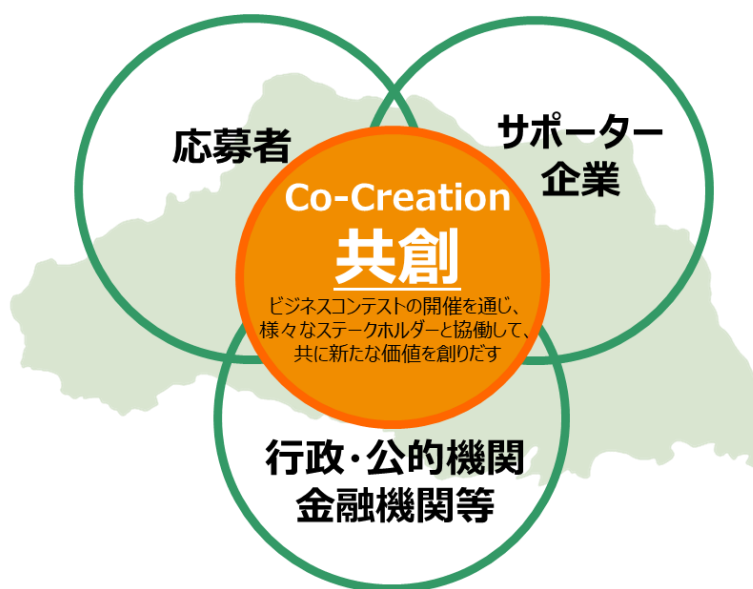 応募者
サポーター
企業
Co-Creation
共創
ビジネスコンテストの開催を通じ、
様々なステークホルダーと協働して、
共に新たな価値を創りだす
行政・公的機関
金融機関等